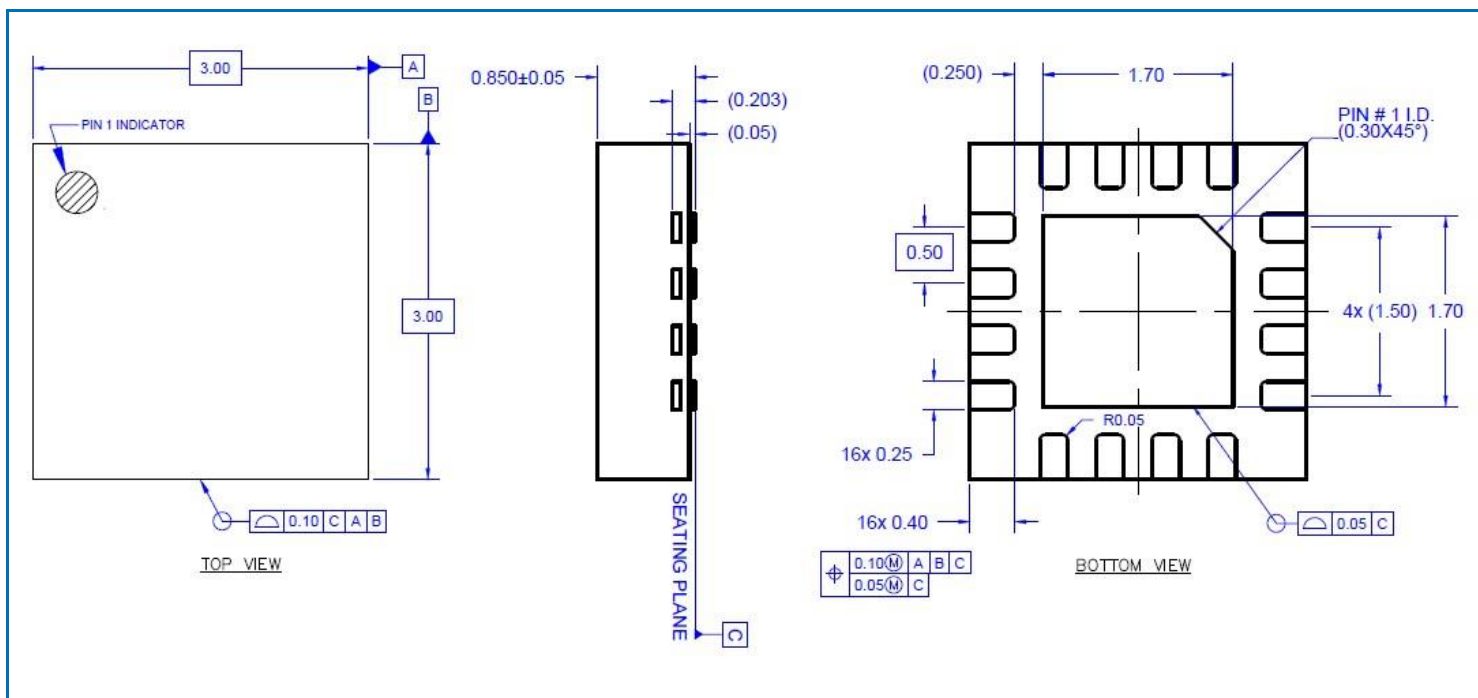 3.00
A
B
PIN 1 INDICATOR
3.00
0.10 C A B
TOP VIEW
0.850±0.05
(0.203)
(0.05)
SEATING PLANE
C
(0.250)
1.70
PIN # 1 I.D.
(0.30X45°)
0.50
4x (1.50)
1.70
R0.05
16x 0.25
16x 0.40
0.10Ⓜ A B C
0.05Ⓜ C
0.05 C
BOTTOM VIEW